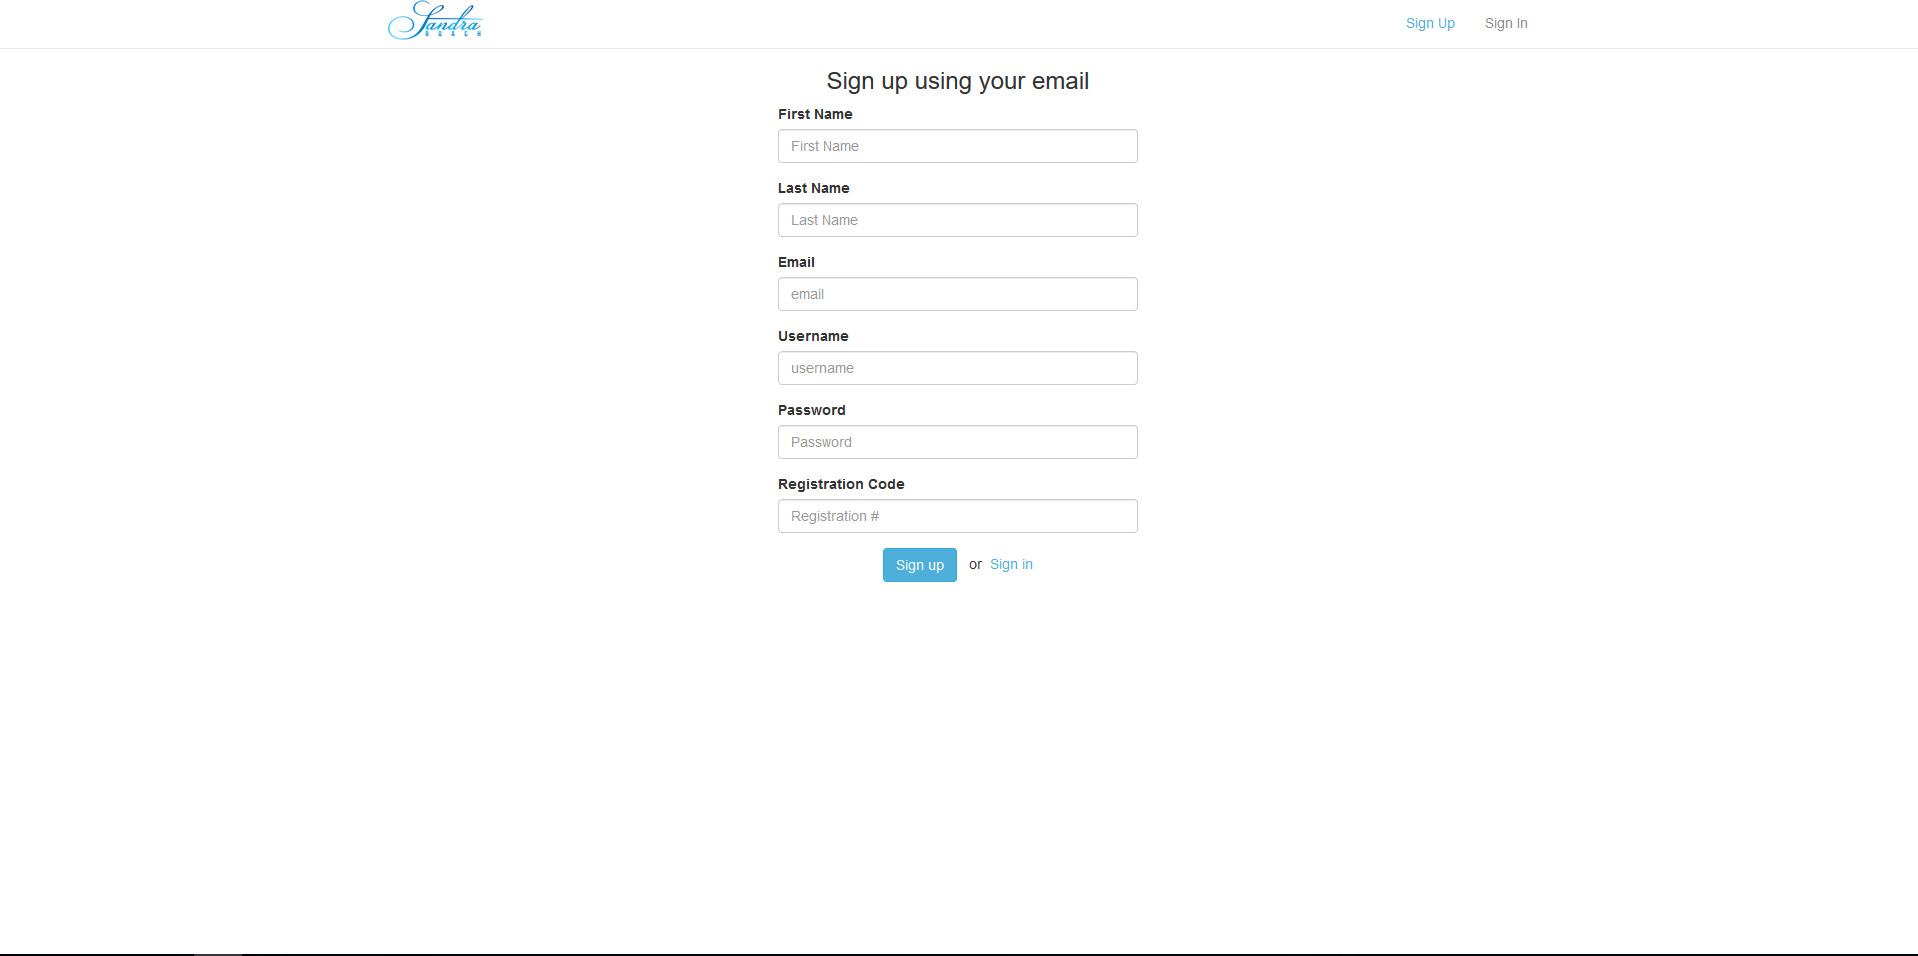 Sandra
ROACH
Sign Up
Sign In
Sign up using your email
First Name
First Name
Last Name
Last Name
Email
email
Username
username
Password
Password
Registration Code
Registration #
Sign up or Sign in